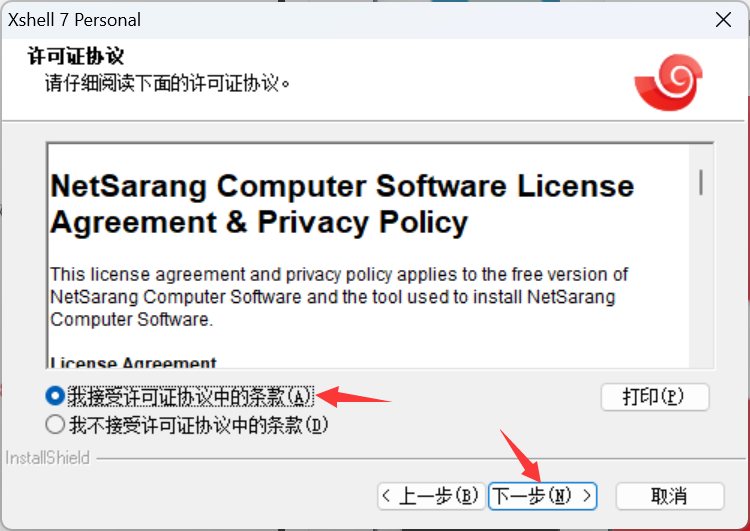 Xshell 7 Personal
许可证协议
请仔细阅读下面的许可证协议。
NetSarang Computer Software License
Agreement & Privacy Policy
This license agreement and privacy policy applies to the free version of
NetSarang Computer Software and the tool used to install NetSarang
Computer Software.
License Agreement
我接受许可证协议中的条款(A)
打印(P)
我不接受许可证协议中的条款(D)
InstallShield
< 上一步(B)
下一步(N) >
取消